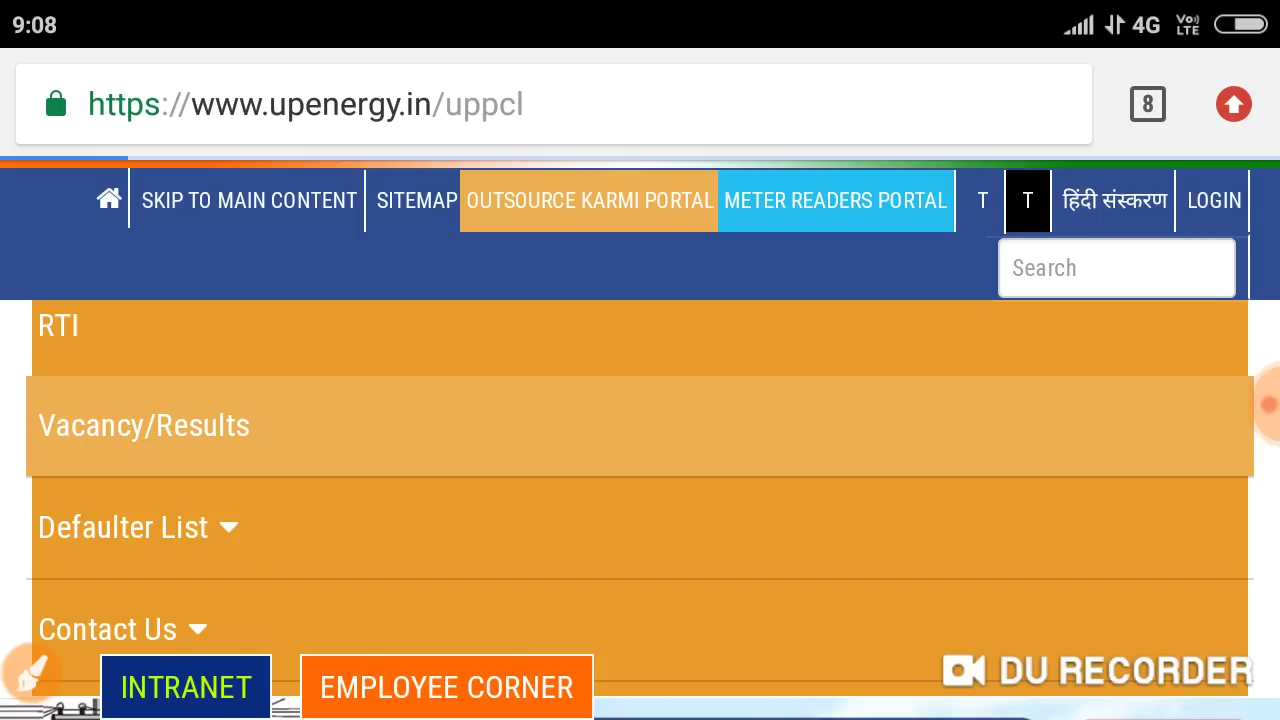 9:08
4G
Vo)
LTE
https://www.upenergy.in/uppcl
8
SKIP TO MAIN CONTENT
SITEMAP
OUTSOURCE KARMI PORTAL
METER READERS PORTAL
T
T
हिंदी संस्करण
LOGIN
Search
RTI
Vacancy/Results
Defaulter List
Contact Us
INTRANET
EMPLOYEE CORNER
DU RECORDER